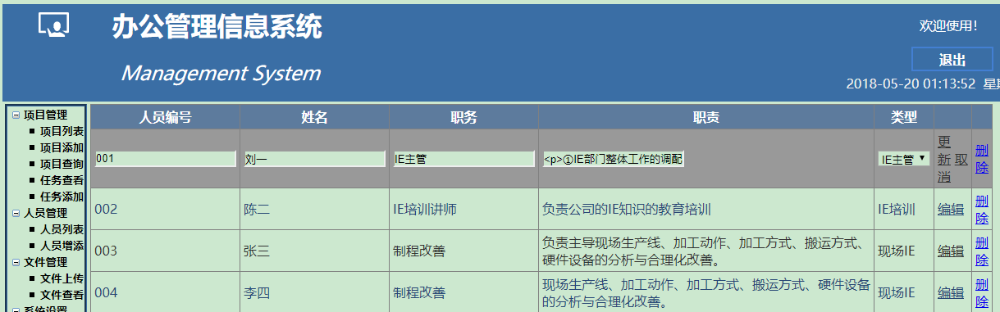 办公管理信息系统
Management System
欢迎使用！
退出
2018-05-20 01:13:52 星
项目管理
项目列表
项目添加
项目查询
任务查看
任务添加
人员管理
人员列表
人员增添
文件管理
文件上传
文件查看
系统设置
人员编号 姓名 职务 职责 类型
001 刘一 IE主管 <p>①IE部门整体工作的调配 IE主管 更 删
新 取 除
消
002 陈二 IE培训讲师 负责公司的IE知识的教育培训 IE培训 编辑 删
除
003 张三 制程改善 负责主导现场生产线、加工动作、加工方式、搬运方式、 现场IE 编辑 删
硬件设备的分析与合理化改善。 除
004 李四 制程改善 现场生产线、加工动作、加工方式、搬运方式、硬件设备 现场IE 编辑 删
的分析与合理化改善。 除